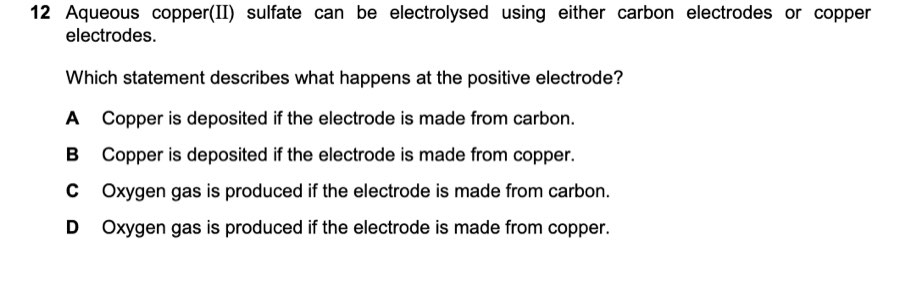 12 Aqueous copper(II) sulfate can be electrolysed using either carbon electrodes or copper
electrodes.
Which statement describes what happens at the positive electrode?
A Copper is deposited if the electrode is made from carbon.
B Copper is deposited if the electrode is made from copper.
C Oxygen gas is produced if the electrode is made from carbon.
D Oxygen gas is produced if the electrode is made from copper.